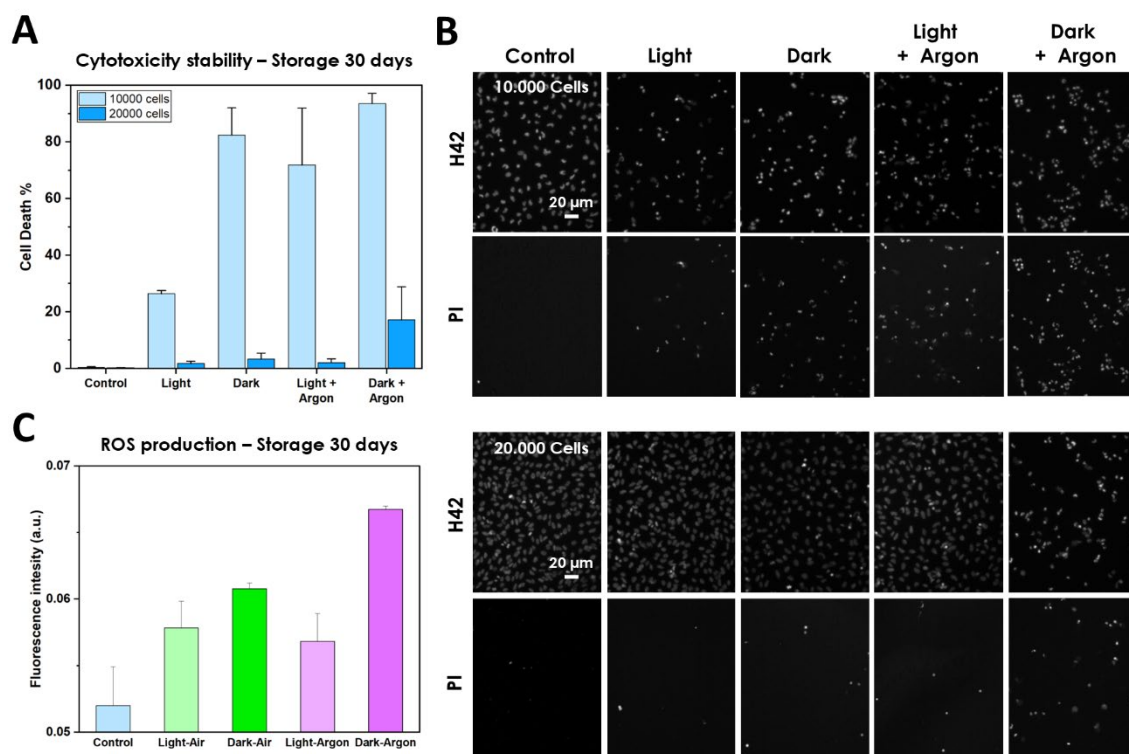 A
Cytotoxicity stability – Storage 30 days
10000 cells
20000 cells
Cell Death %
100
80
60
40
20
0
Control
Light
Dark
Light +
Argon
Dark +
Argon
B
Control
Light
Dark
Light
+ Argon
Dark
+ Argon
10.000 Cells
H42
20 µm
PI
C
ROS production – Storage 30 days
Fluorescence intesity (a.u.)
0.07
0.06
0.05
Control
Light-Air
Dark-Air
Light-Argon
Dark-Argon
20.000 Cells
H42
20 µm
PI